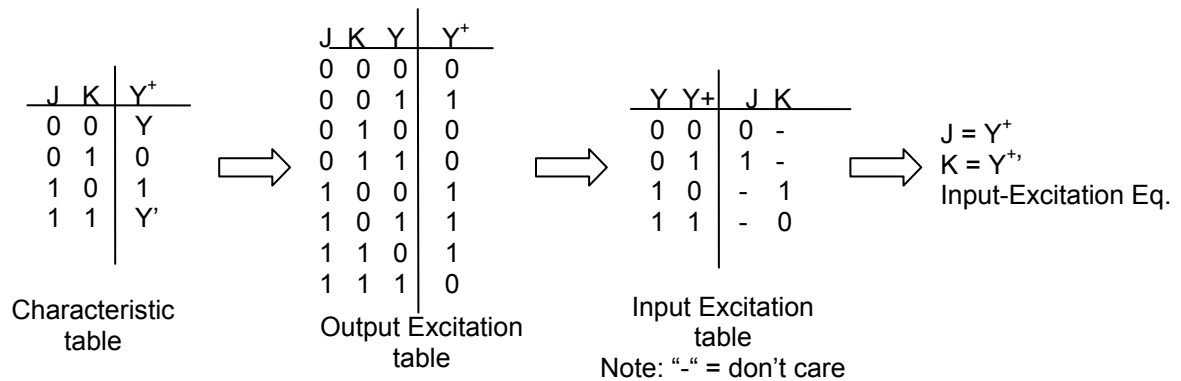 J K Y⁺
0 0 Y
0 1 0
1 0 1
1 1 Y’
Characteristic
table
J K Y Y⁺
0 0 0 0
0 0 1 1
0 1 0 0
0 1 1 0
1 0 0 1
1 0 1 1
1 1 0 1
1 1 1 0
Output Excitation
table
Y Y+ J K
0 0 0 -
0 1 1 -
1 0 - 1
1 1 - 0
Input Excitation
table
Note: “-“ = don’t care
J = Y⁺
K = Y⁺’
Input-Excitation Eq.